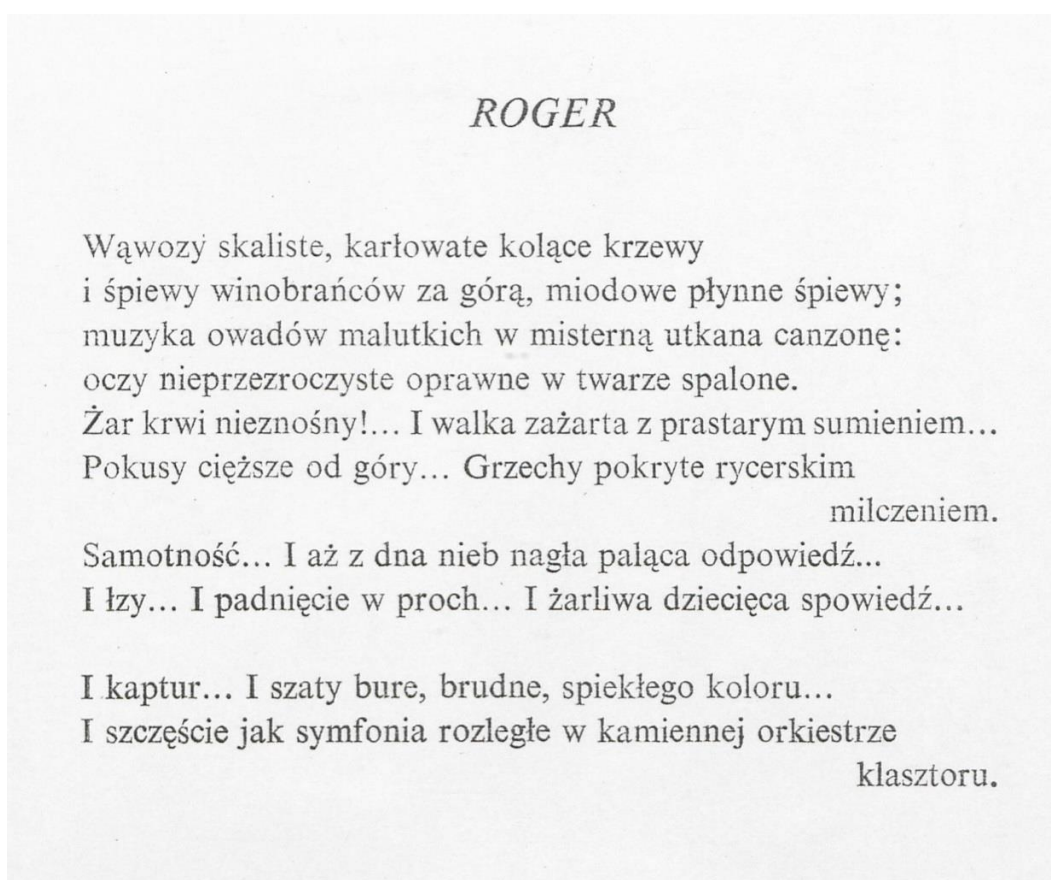 ROGER
Wąwozy skaliste, karłowate kolące krzewy
i śpiewy winobrańców za górą, miodowe płynne śpiewy;
muzyka owadów malutkich w misterną utkana canzonę:
oczy nieprzezroczyste oprawne w twarze spalone.
Żar krwi nieznośny!... I walka zażarta z prastarym sumieniem...
Pokusy cięższe od góry... Grzechy pokryte rycerskim
milczeniem.
Samotność... I aż z dna nieb nagła paląca odpowiedź...
I łzy... I padnięcie w proch... I żarliwa dziecięca spowiedź...
I kaptur... I szaty bure, brudne, spiekłego koloru...
I szczęście jak symfonia rozległe w kamiennej orkiestrze
klasztoru.